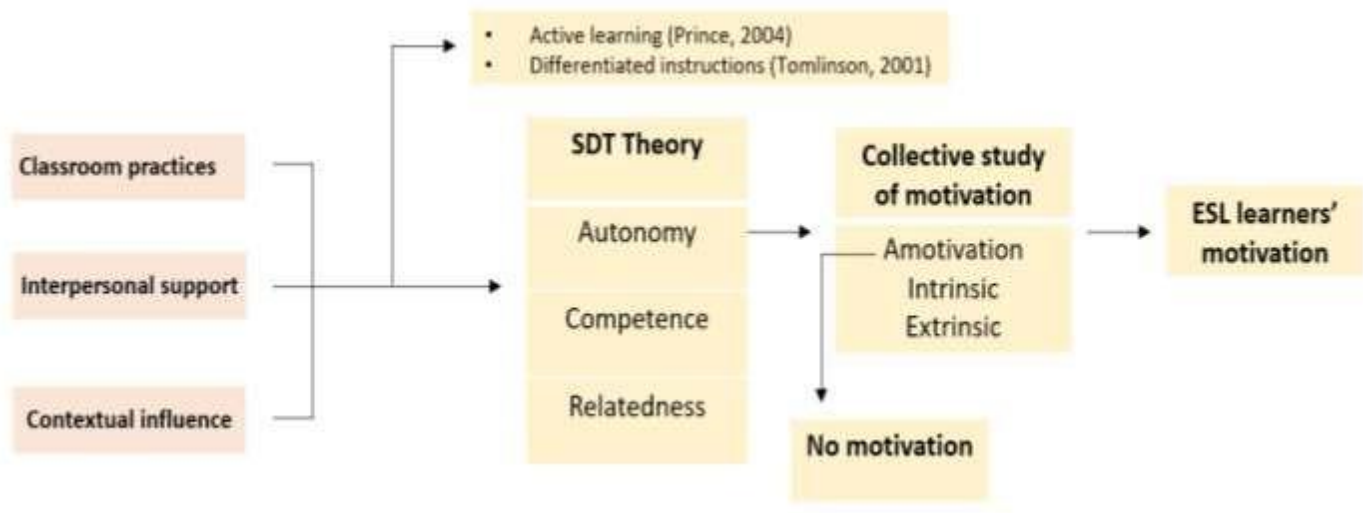 • Active learning (Prince, 2004)
• Differentiated instructions (Tomlinson, 2001)
Classroom practices
Interpersonal support
Contextual influence
SDT Theory
Autonomy
Competence
Relatedness
Collective study
of motivation
Amotivation
Intrinsic
Extrinsic
No motivation
ESL learners’
motivation